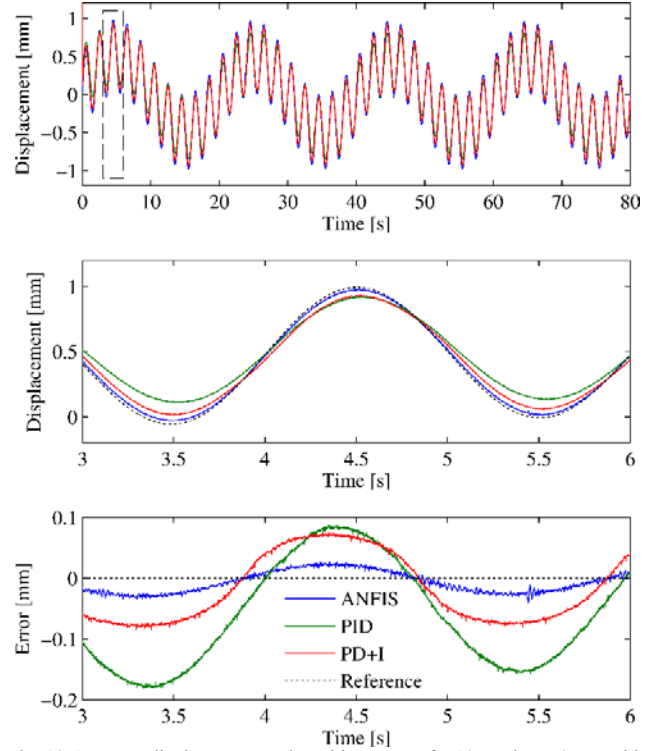 Displacement [mm]
1
0.5
0
−0.5
−1
0 10 20 30 40 50 60 70 80
Time [s]
Displacement [mm]
1
0.5
0
3 3.5 4 4.5 5 5.5 6
Time [s]
Error [mm]
0.1
0
−0.1
−0.2
ANFIS
PID
PD+I
Reference
3 3.5 4 4.5 5 5.5 6
Time [s]